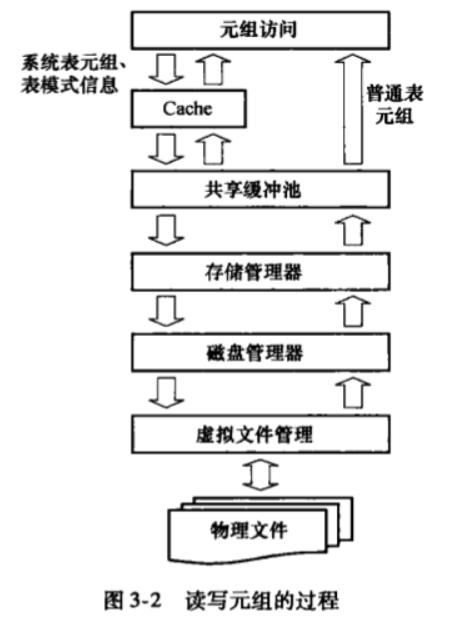 元组访问
系统表元组、
表模式信息
普通表
元组
Cache
共享缓冲池
存储管理器
磁盘管理器
虚拟文件管理
物理文件
图 3-2 读写元组的过程